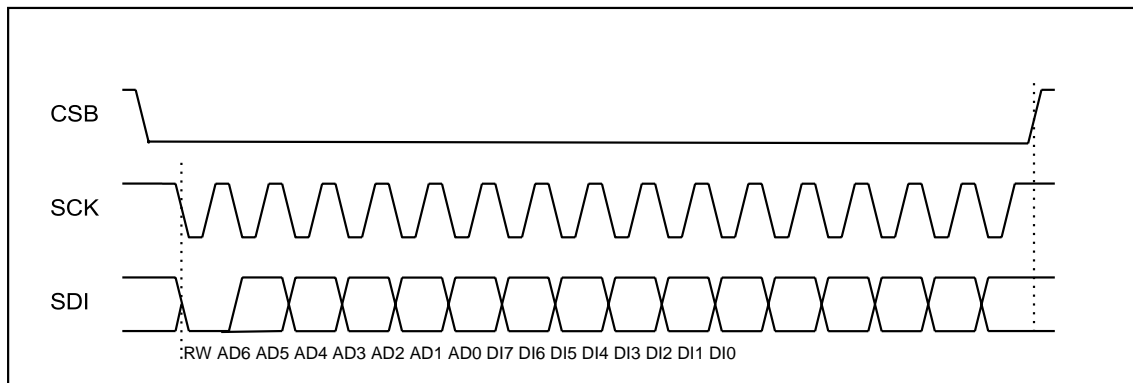 CSB
SCK
SDI
RW AD6 AD5 AD4 AD3 AD2 AD1 AD0 DI7 DI6 DI5 DI4 DI3 DI2 DI1 DI0